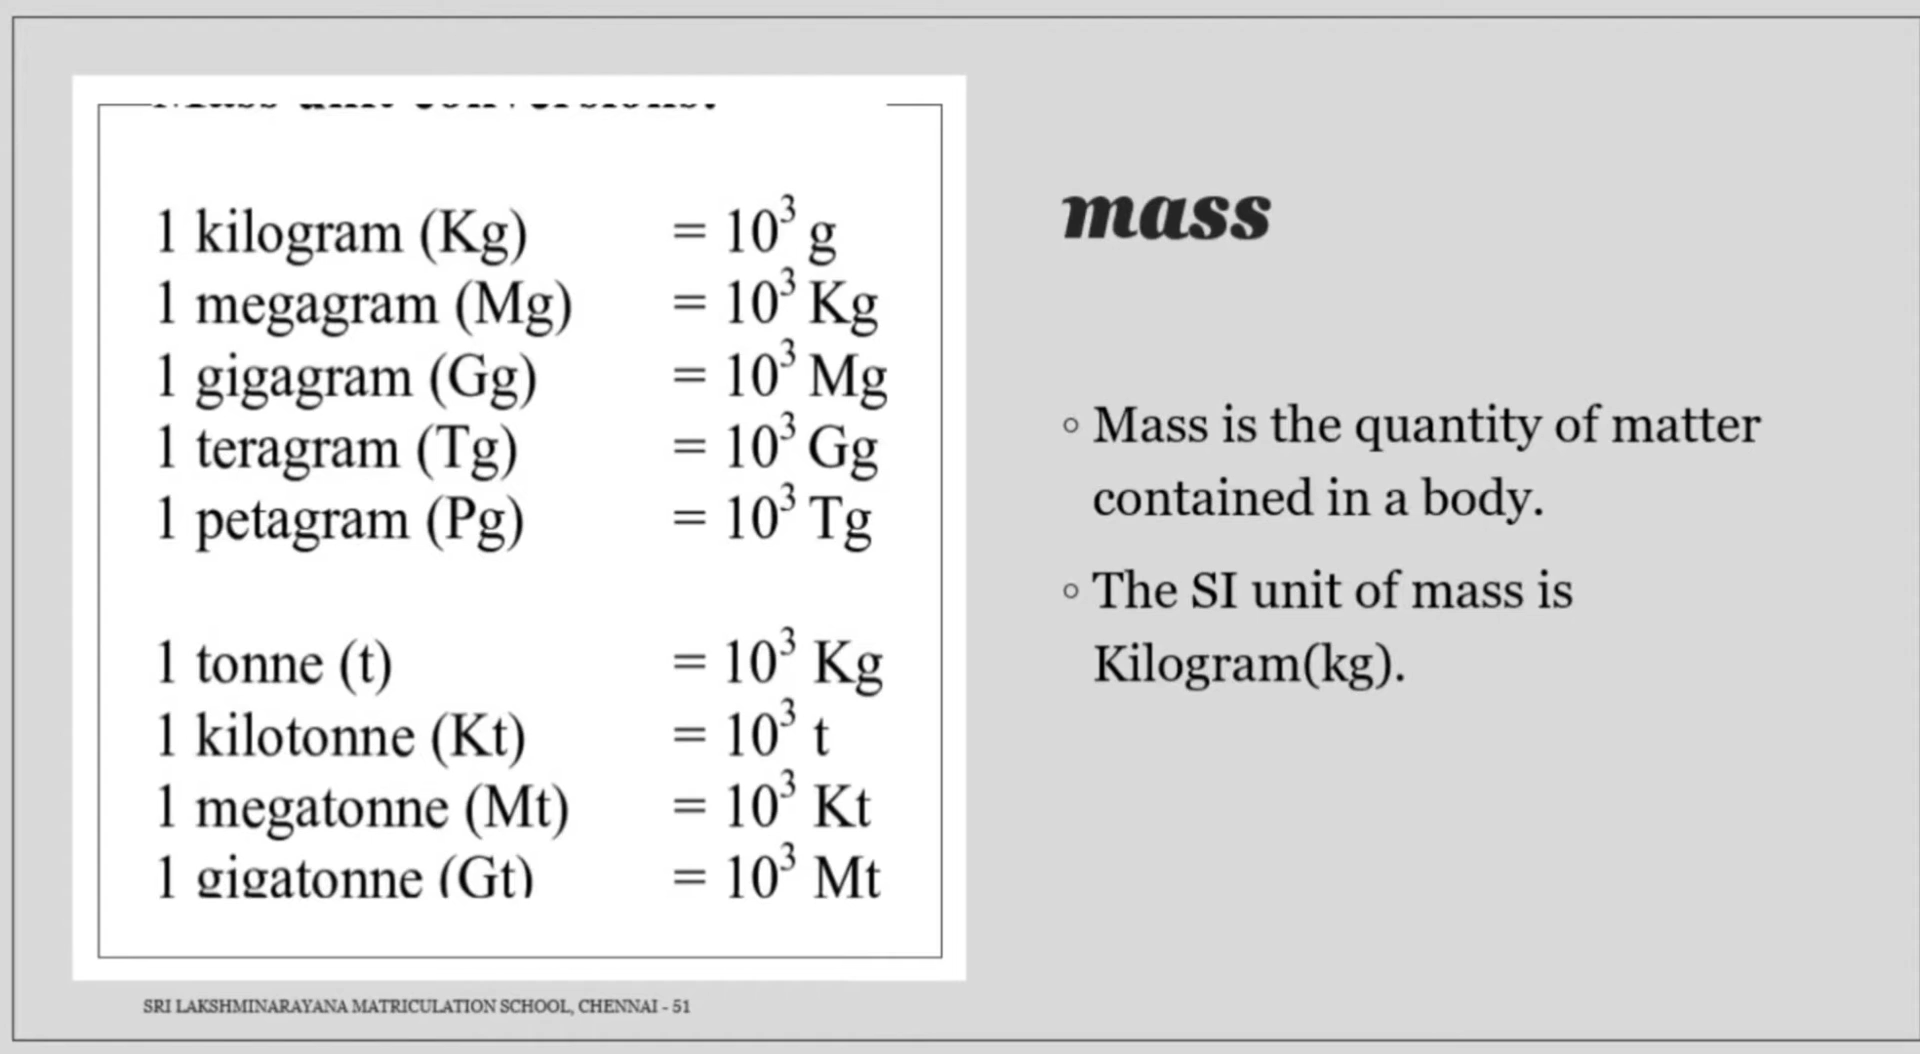 Mass unit conversions:
1 kilogram (Kg) = 10³ g
1 megagram (Mg) = 10³ Kg
1 gigagram (Gg) = 10³ Mg
1 teragram (Tg) = 10³ Gg
1 petagram (Pg) = 10³ Tg
1 tonne (t) = 10³ Kg
1 kilotonne (Kt) = 10³ t
1 megatonne (Mt) = 10³ Kt
1 gigatonne (Gt) = 10³ Mt
mass
◦ Mass is the quantity of matter
contained in a body.
◦ The SI unit of mass is
Kilogram(kg).
SRI LAKSHMINARAYANA MATRICULATION SCHOOL, CHENNAI - 51